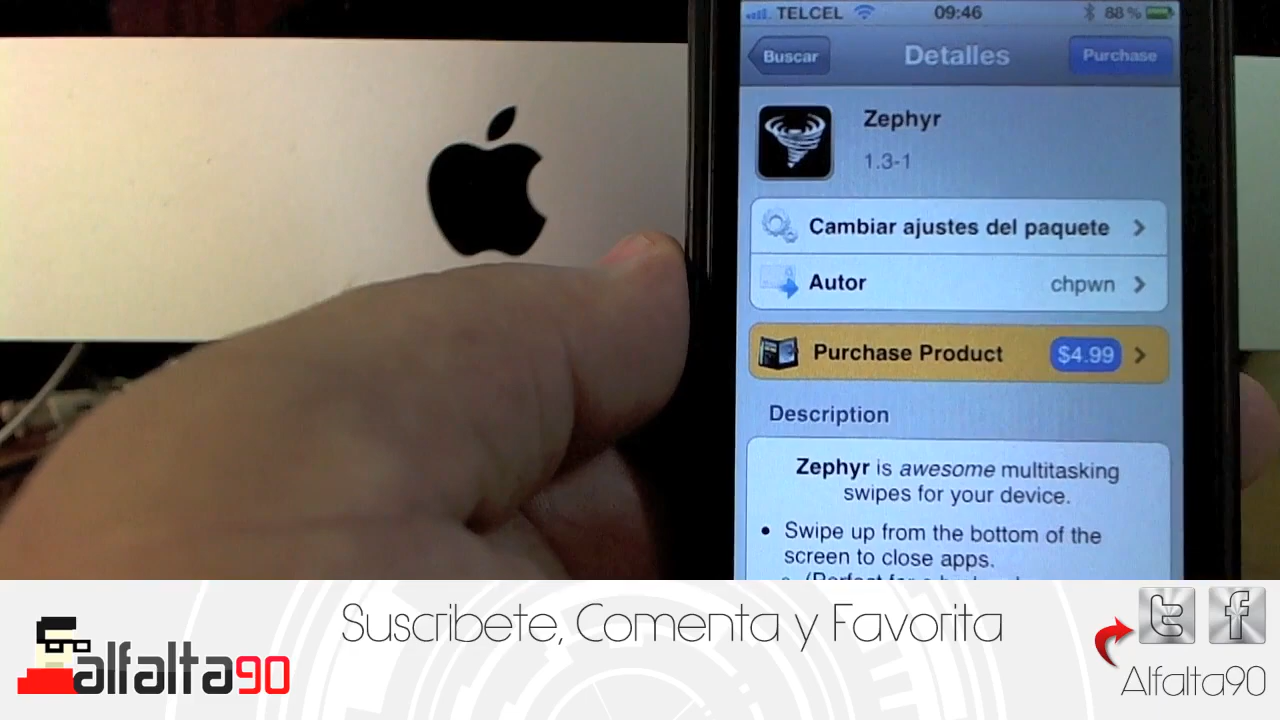 TELCEL 09:46 88 %
Buscar Detalles Purchase
Zephyr
1.3-1
Cambiar ajustes del paquete
Autor chpwn
Purchase Product $4.99
Description
Zephyr is awesome multitasking
swipes for your device.
• Swipe up from the bottom of the
screen to close apps.
Suscribete, Comenta y Favorita
alfalta90
Alfalta90